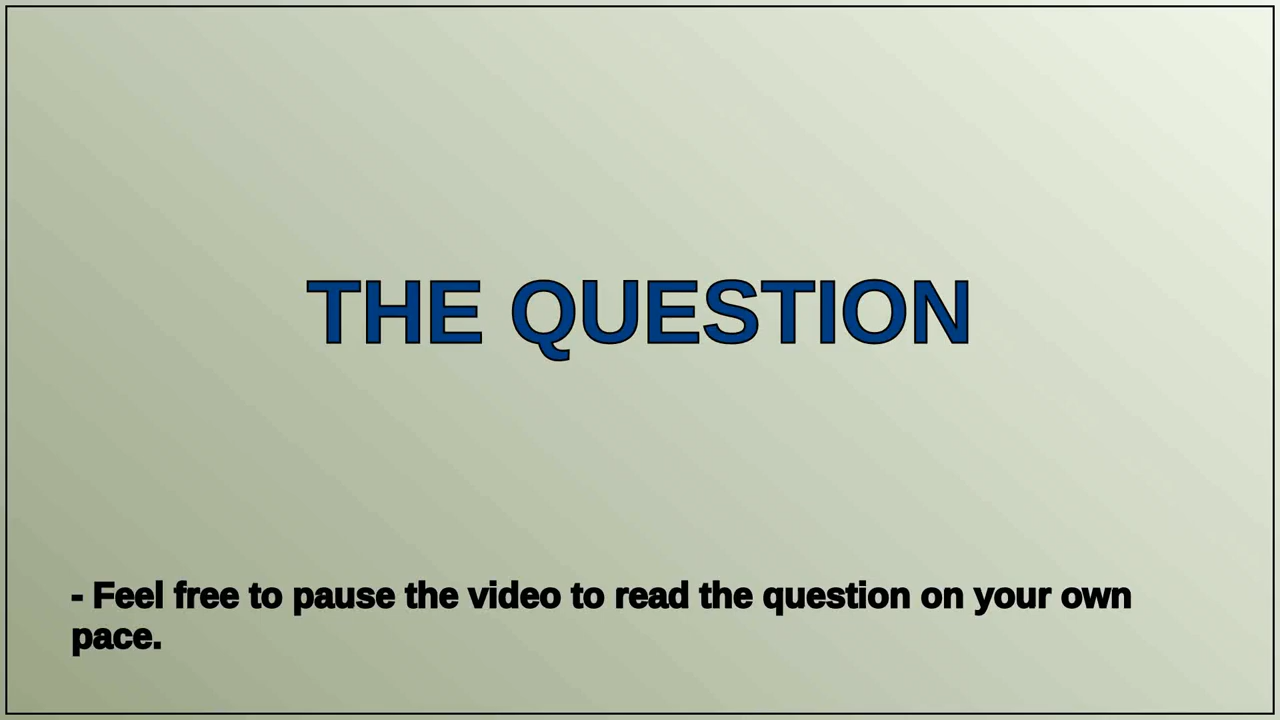 THE QUESTION
- Feel free to pause the video to read the question on your own
pace.